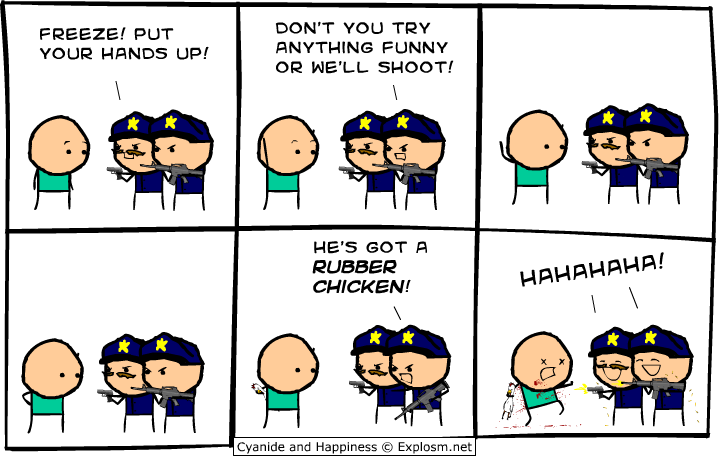 FREEZE! PUT
YOUR HANDS UP!
DON'T YOU TRY
ANYTHING FUNNY
OR WE'LL SHOOT!
HE'S GOT A
RUBBER
CHICKEN!
HAHAHAHA!
Cyanide and Happiness © Explosm.net